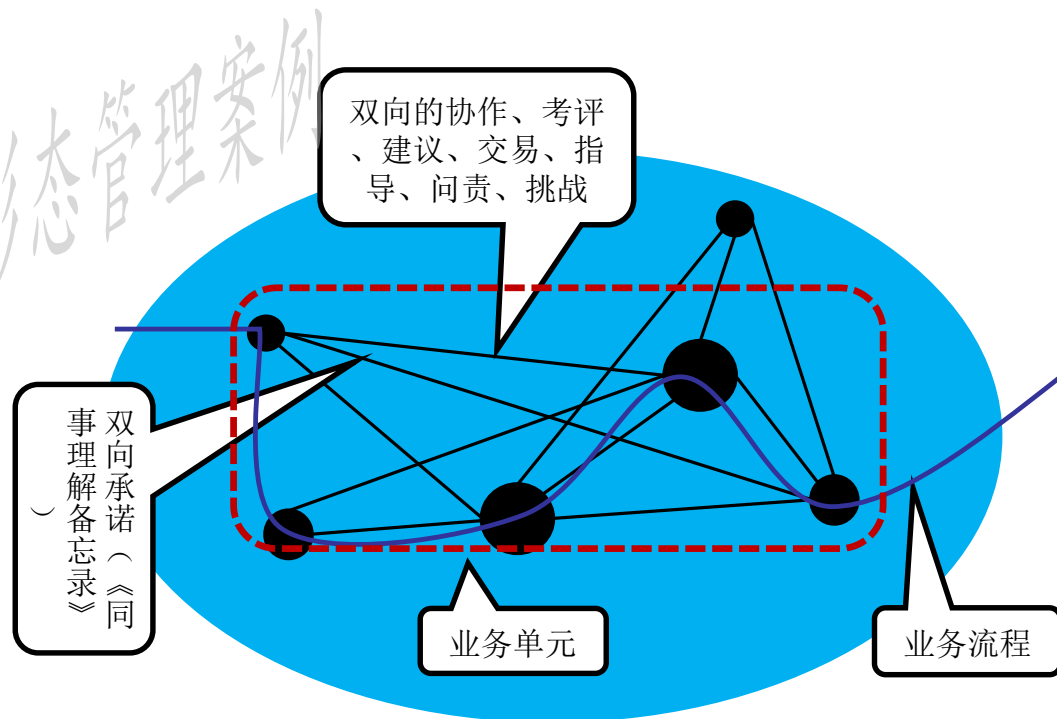 态管理案例
双向的协作、考评
、建议、交易、指
导、问责、挑战
双向承诺（《同
事理解备忘录》
）
业务单元
业务流程